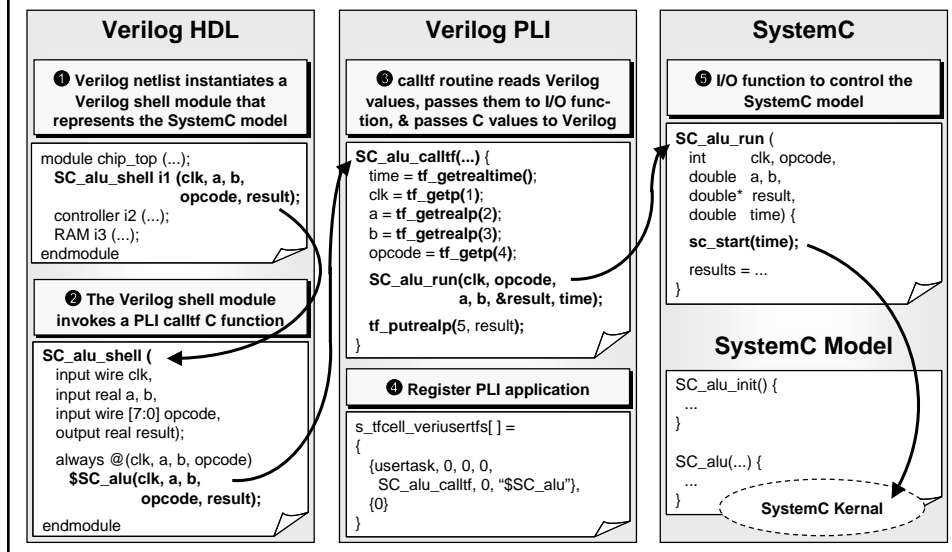 Verilog HDL
❶ Verilog netlist instantiates a
Verilog shell module that
represents the SystemC model
module chip_top (...);
SC_alu_shell i1 (clk, a, b,
opcode, result);
controller i2 (...);
RAM i3 (...);
endmodule
❷ The Verilog shell module
invokes a PLI calltf C function
SC_alu_shell (
input wire clk,
input real a, b,
input wire [7:0] opcode,
output real result);
always @(clk, a, b, opcode)
$SC_alu(clk, a, b,
opcode, result);
endmodule
Verilog PLI
❸ calltf routine reads Verilog
values, passes them to I/O func-
tion, & passes C values to Verilog
SC_alu_calltf(...) {
time = tf_getrealtime();
clk = tf_getp(1);
a = tf_getrealp(2);
b = tf_getrealp(3);
opcode = tf_getp(4);
SC_alu_run(clk, opcode,
a, b, &result, time);
tf_putrealp(5, result);
}
❹ Register PLI application
s_tfcell_veriusertfs[ ] =
{
{usertask, 0, 0, 0,
SC_alu_calltf, 0, “$SC_alu”},
{0}
}
SystemC
❺ I/O function to control the
SystemC model
SC_alu_run (
int clk, opcode,
double a, b,
double* result,
double time) {
sc_start(time);
results = ...
}
SystemC Model
SC_alu_init() {
...
}
SC_alu(...) {
...
}
SystemC Kernal